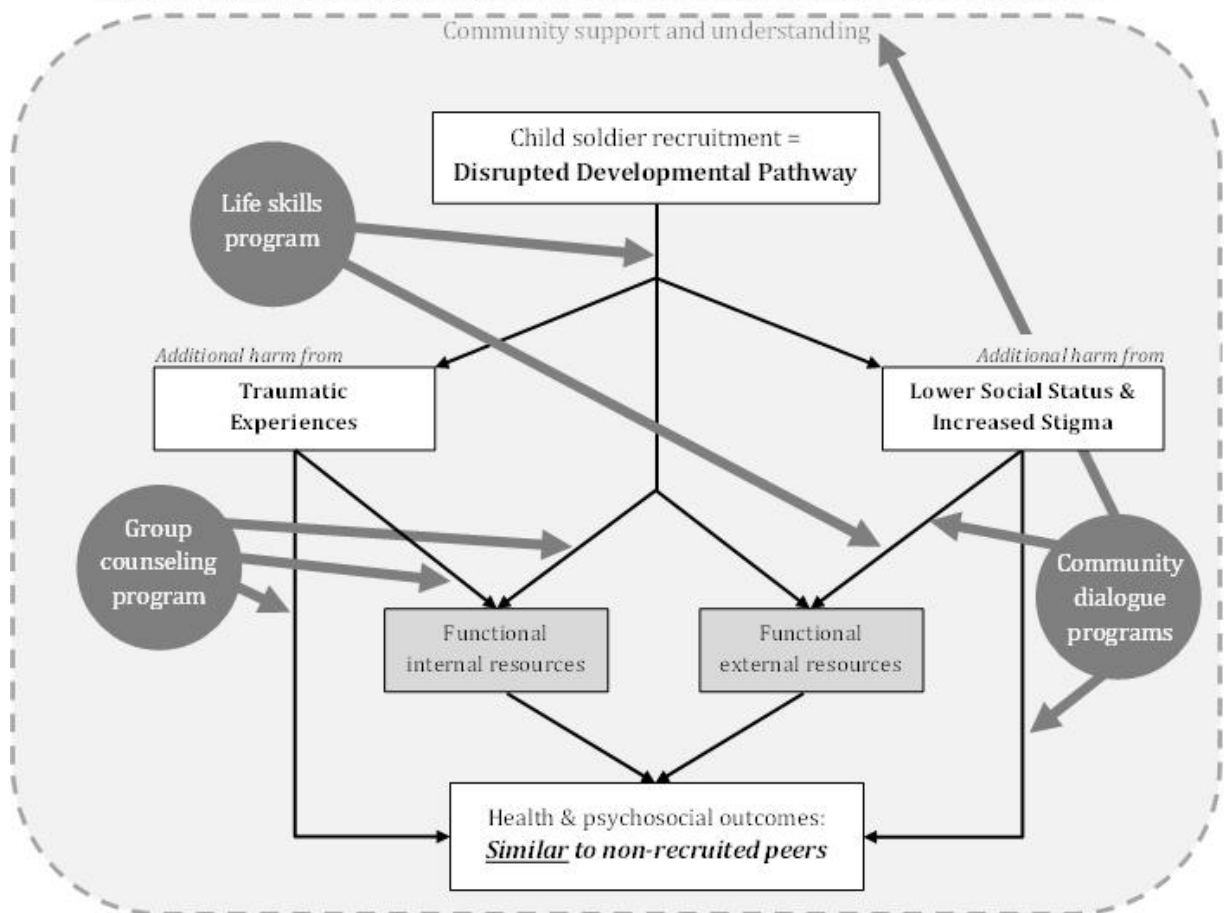 Community support and understanding
Child soldier recruitment =
Disrupted Developmental Pathway
Life skills
program
Additional harm from
Traumatic
Experiences
Additional harm from
Lower Social Status &
Increased Stigma
Group
counseling
program
Community
dialogue
programs
Functional
internal resources
Functional
external resources
Health & psychosocial outcomes:
Similar to non-recruited peers